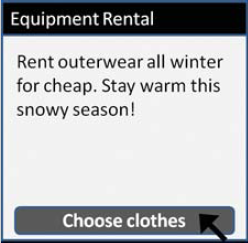 Equipment Rental
Rent outerwear all winter
for cheap. Stay warm this
snowy season!
Choose clothes